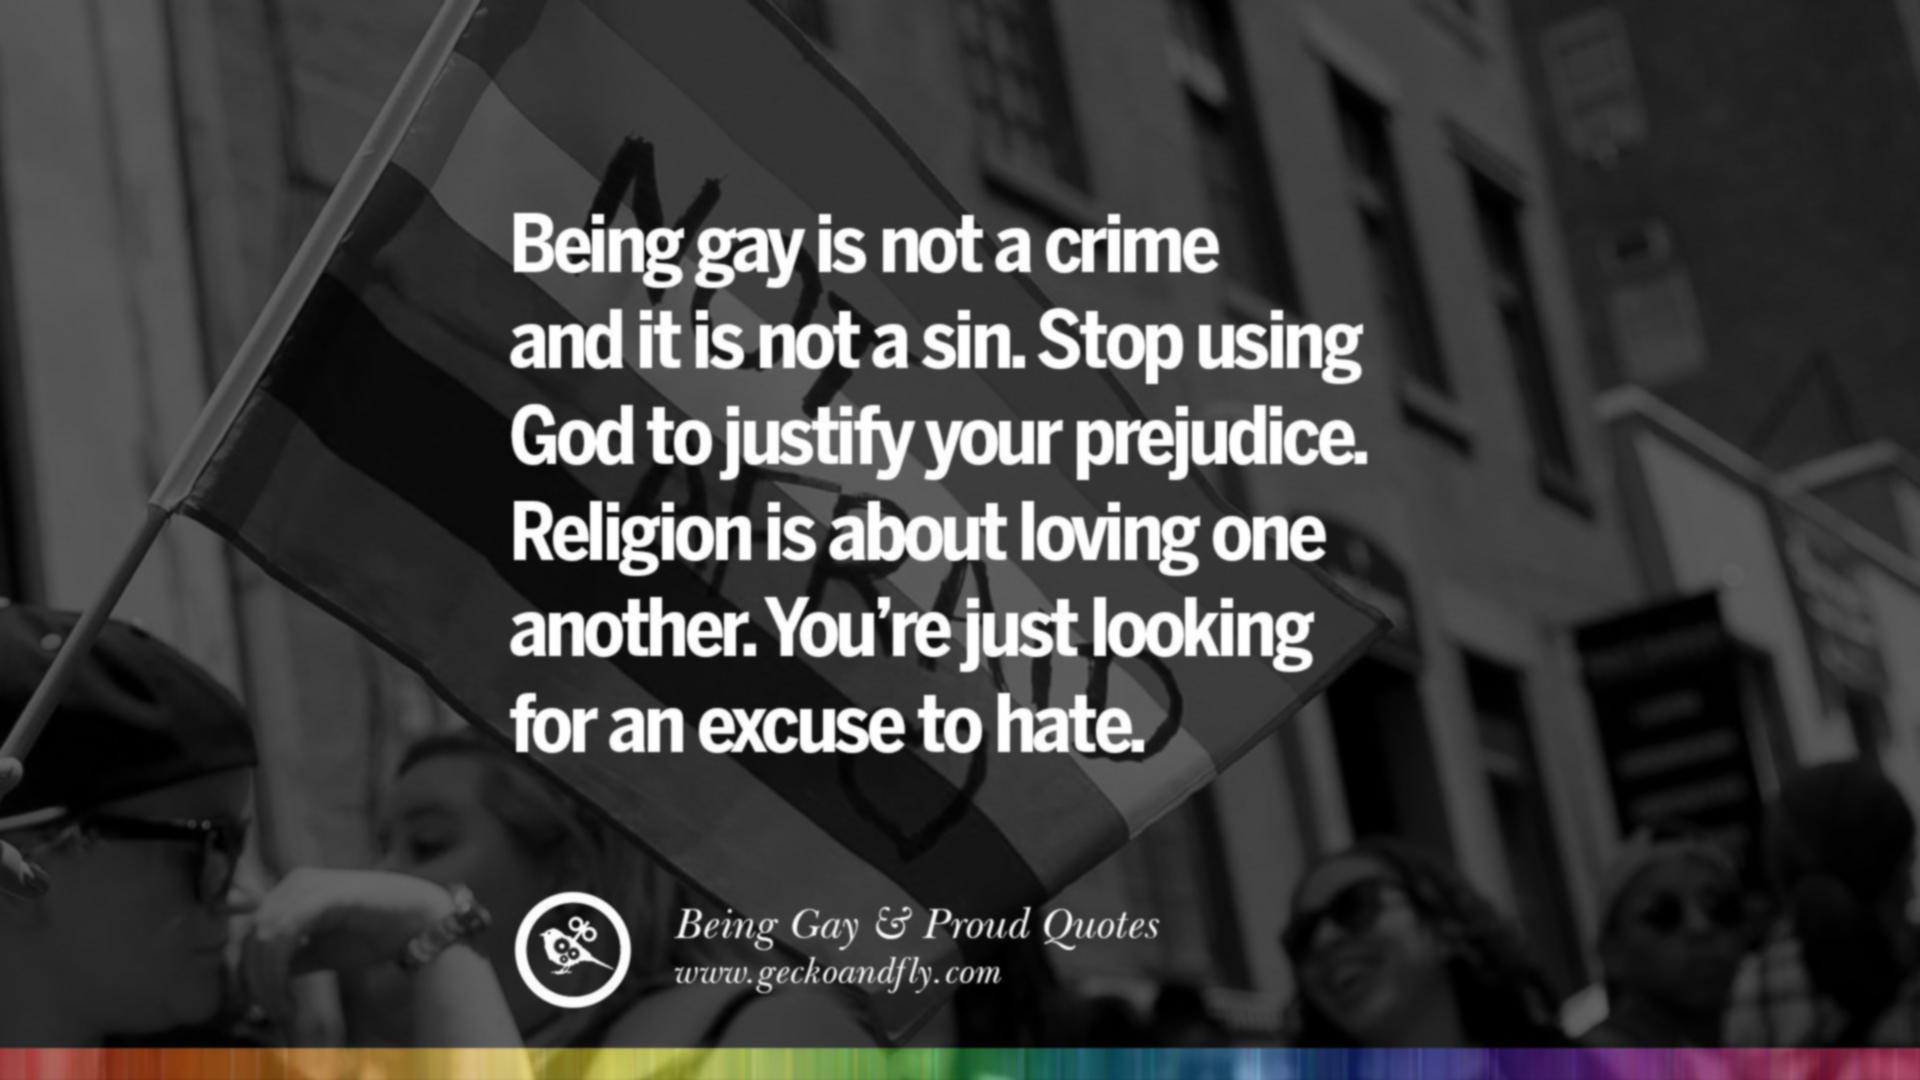 NOT
AFRAID
Being gay is not a crime
and it is not a sin. Stop using
God to justify your prejudice.
Religion is about loving one
another. You’re just looking
for an excuse to hate.
Being Gay & Proud Quotes
www.geckoandfly.com